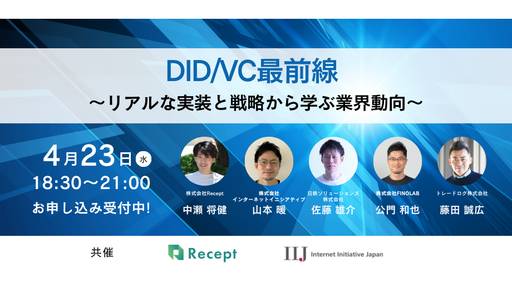 DID/VC最前線
〜リアルな実装と戦略から学ぶ業界動向〜
4月23日 水
18:30〜21:00
お申し込み受付中!
株式会社Recept
中瀬 将健
株式会社
インターネットイニシアティブ
山本 暖
日鉄ソリューションズ
株式会社
佐藤 雄介
株式会社FINOLAB
公門 和也
トレードログ株式会社
藤田 誠広
共催
Recept
IIJ Internet Initiative Japan